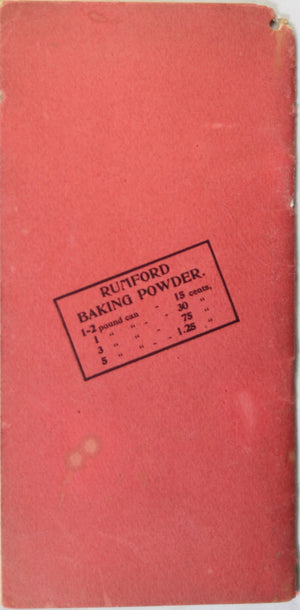 RUMFORD
BAKING POWDER.
1-2 pound can - - 15 cents,
1 " " - - 30 "
3 " " - - 75 "
5 " " - - 1.25 "